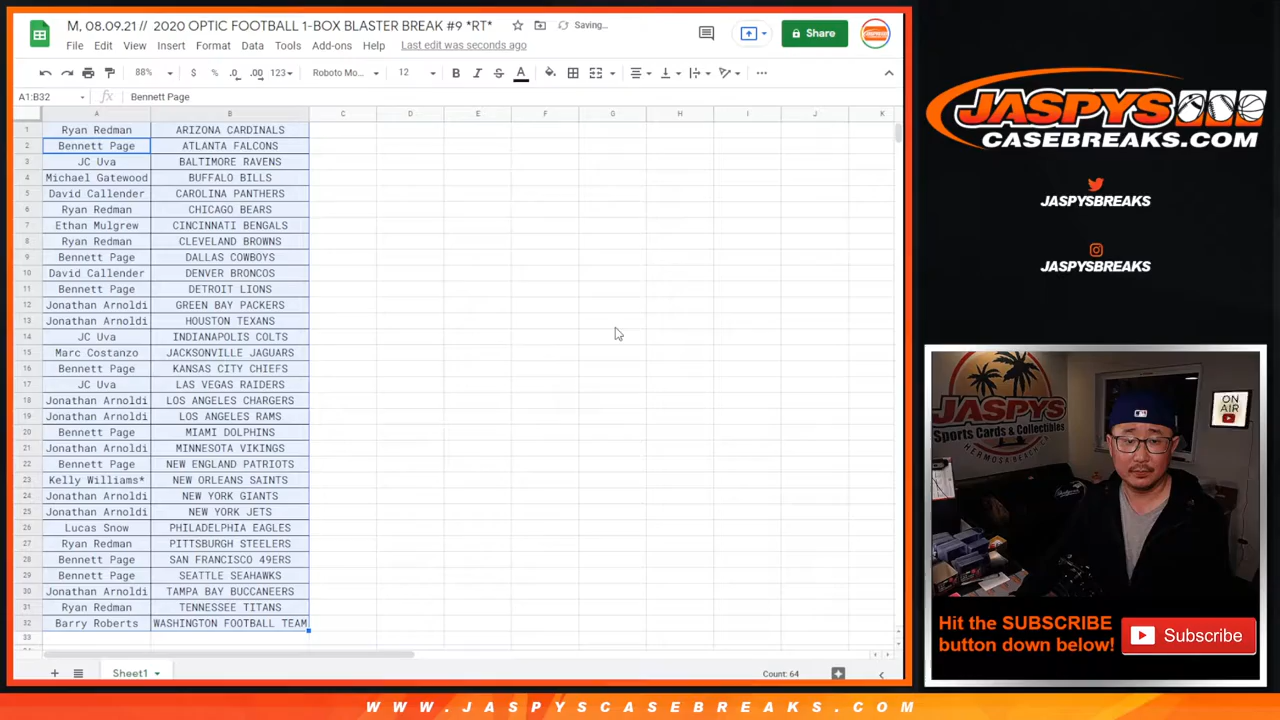 M, 08.09.21 // 2020 OPTIC FOOTBALL 1-BOX BLASTER BREAK #9 *RT*
Saving...
File Edit View Insert Format Data Tools Add-ons Help Last edit was seconds ago
Share
88% $ % .0 .00 123 Roboto Mo... 12 B I S A
A1:B32 fx Bennett Page
A B C D E F G H I J K
1 Ryan Redman ARIZONA CARDINALS
2 Bennett Page ATLANTA FALCONS
3 JC Uva BALTIMORE RAVENS
4 Michael Gatewood BUFFALO BILLS
5 David Callender CAROLINA PANTHERS
6 Ryan Redman CHICAGO BEARS
7 Ethan Mulgrew CINCINNATI BENGALS
8 Ryan Redman CLEVELAND BROWNS
9 Bennett Page DALLAS COWBOYS
10 David Callender DENVER BRONCOS
11 Bennett Page DETROIT LIONS
12 Jonathan Arnoldi GREEN BAY PACKERS
13 Jonathan Arnoldi HOUSTON TEXANS
14 JC Uva INDIANAPOLIS COLTS
15 Marc Costanzo JACKSONVILLE JAGUARS
16 Bennett Page KANSAS CITY CHIEFS
17 JC Uva LAS VEGAS RAIDERS
18 Jonathan Arnoldi LOS ANGELES CHARGERS
19 Jonathan Arnoldi LOS ANGELES RAMS
20 Bennett Page MIAMI DOLPHINS
21 Jonathan Arnoldi MINNESOTA VIKINGS
22 Bennett Page NEW ENGLAND PATRIOTS
23 Kelly Williams* NEW ORLEANS SAINTS
24 Jonathan Arnoldi NEW YORK GIANTS
25 Jonathan Arnoldi NEW YORK JETS
26 Lucas Snow PHILADELPHIA EAGLES
27 Ryan Redman PITTSBURGH STEELERS
28 Bennett Page SAN FRANCISCO 49ERS
29 Bennett Page SEATTLE SEAHAWKS
30 Jonathan Arnoldi TAMPA BAY BUCCANEERS
31 Ryan Redman TENNESSEE TITANS
32 Barry Roberts WASHINGTON FOOTBALL TEAM
33
Sheet1
Count: 64
JASPYS
CASEBREAKS.COM
JASPYSBREAKS
JASPYSBREAKS
JASPYS
Sports Cards & Collectibles
HERMOSA BEACH CA
ON
AIR
Hit the SUBSCRIBE
button down below!
Subscribe
WWW.JASPYSCASEBREAKS.COM